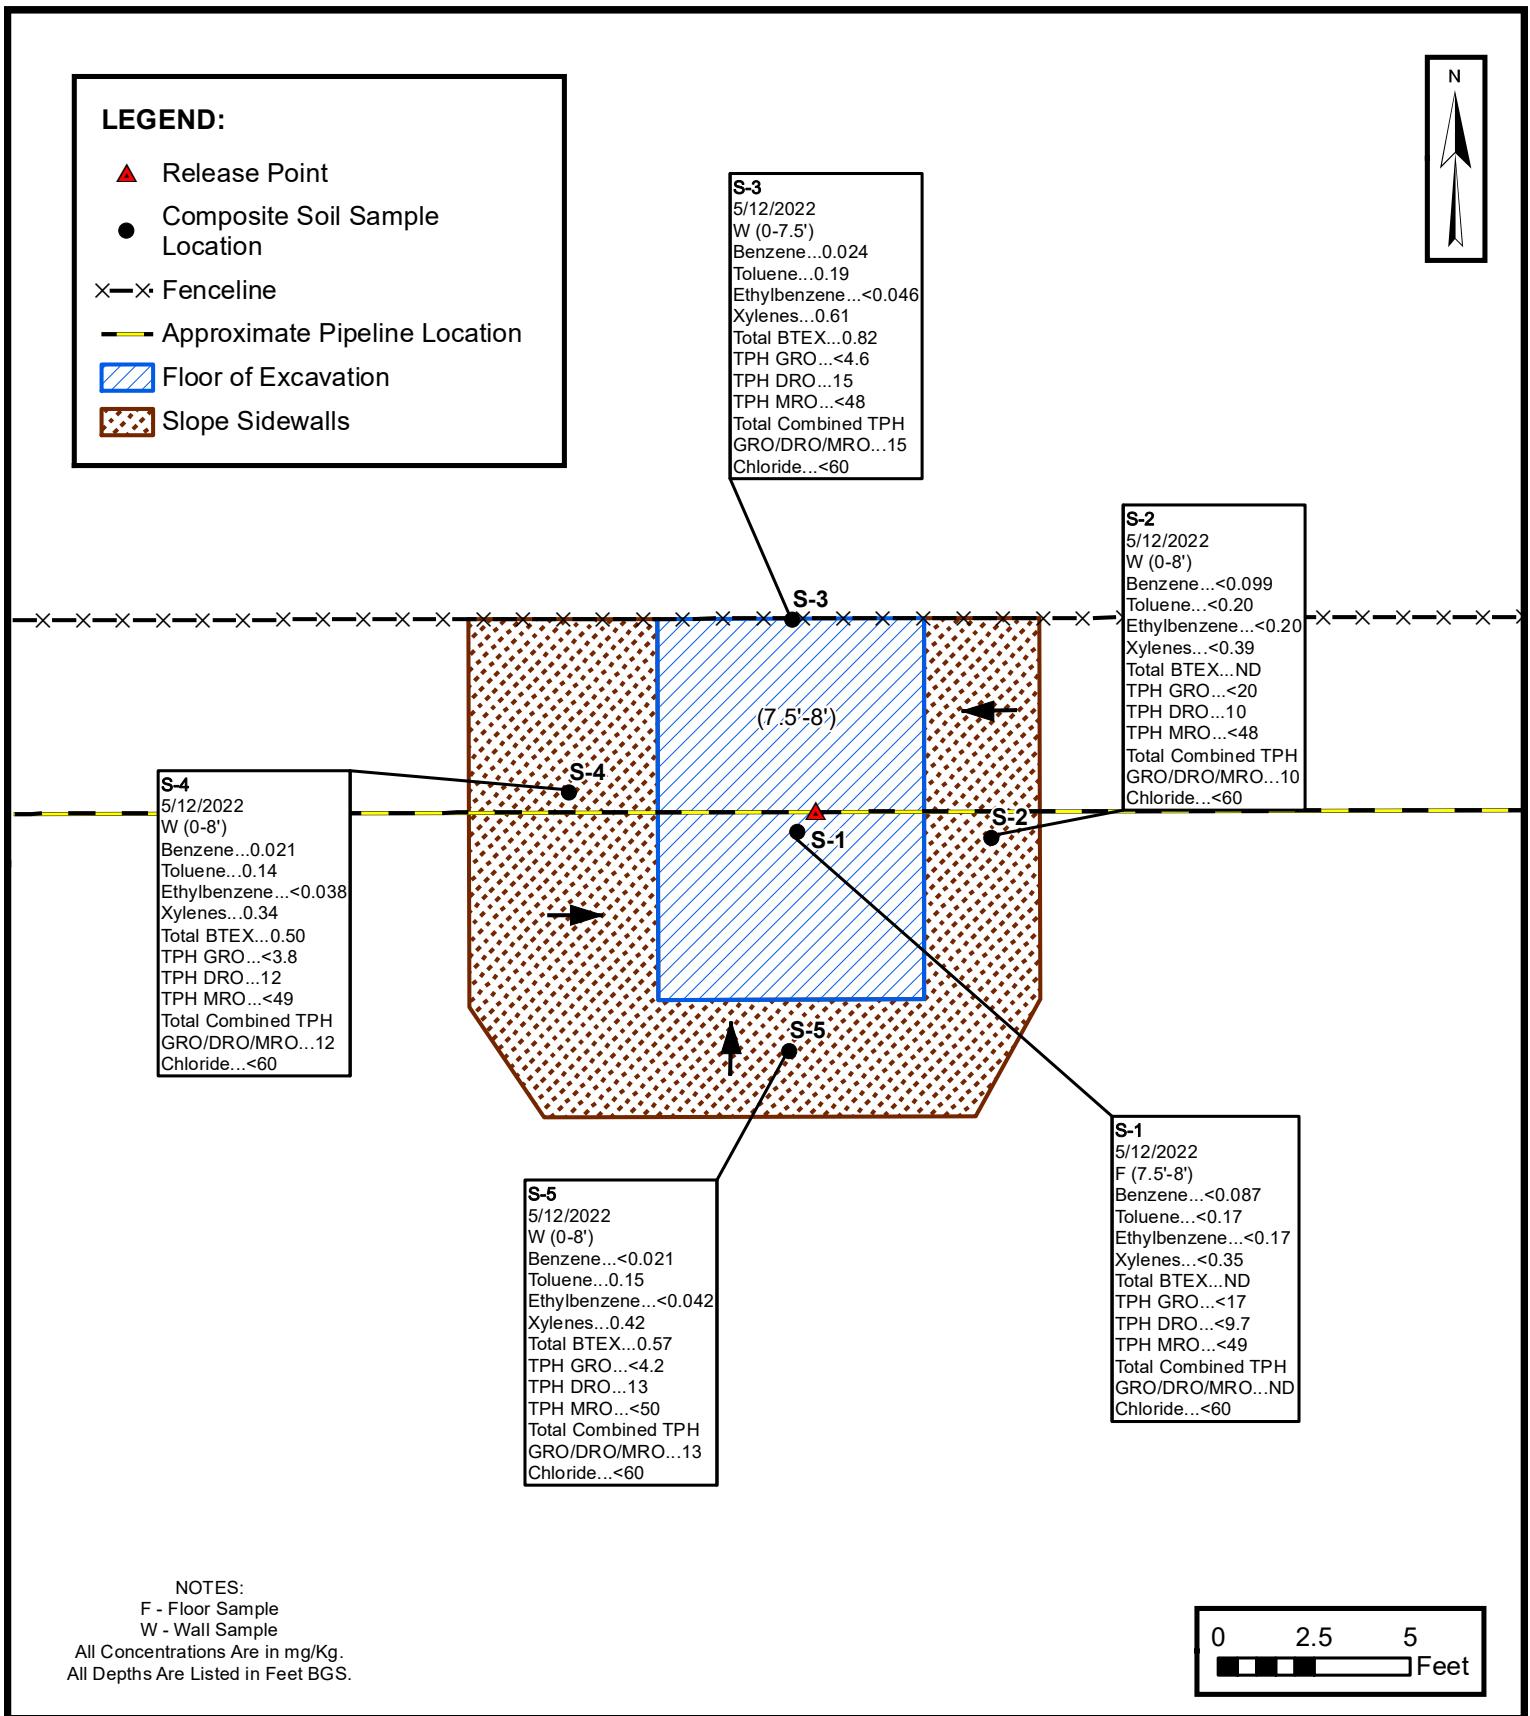 LEGEND:
Release Point
Composite Soil Sample
Location
Fenceline
Approximate Pipeline Location
Floor of Excavation
Slope Sidewalls
N
S-3
5/12/2022
W (0-7.5')
Benzene...0.024
Toluene...0.19
Ethylbenzene...<0.046
Xylenes...0.61
Total BTEX...0.82
TPH GRO...<4.6
TPH DRO...15
TPH MRO...<48
Total Combined TPH
GRO/DRO/MRO...15
Chloride...<60
S-2
5/12/2022
W (0-8')
Benzene...<0.099
Toluene...<0.20
Ethylbenzene...<0.20
Xylenes...<0.39
Total BTEX...ND
TPH GRO...<20
TPH DRO...10
TPH MRO...<48
Total Combined TPH
GRO/DRO/MRO...10
Chloride...<60
S-3
(7.5'-8')
S-4
S-2
S-1
S-5
S-4
5/12/2022
W (0-8')
Benzene...0.021
Toluene...0.14
Ethylbenzene...<0.038
Xylenes...0.34
Total BTEX...0.50
TPH GRO...<3.8
TPH DRO...12
TPH MRO...<49
Total Combined TPH
GRO/DRO/MRO...12
Chloride...<60
S-5
5/12/2022
W (0-8')
Benzene...<0.021
Toluene...0.15
Ethylbenzene...<0.042
Xylenes...0.42
Total BTEX...0.57
TPH GRO...<4.2
TPH DRO...13
TPH MRO...<50
Total Combined TPH
GRO/DRO/MRO...13
Chloride...<60
S-1
5/12/2022
F (7.5'-8')
Benzene...<0.087
Toluene...<0.17
Ethylbenzene...<0.17
Xylenes...<0.35
Total BTEX...ND
TPH GRO...<17
TPH DRO...<9.7
TPH MRO...<49
Total Combined TPH
GRO/DRO/MRO...ND
Chloride...<60
NOTES:
F - Floor Sample
W - Wall Sample
All Concentrations Are in mg/Kg.
All Depths Are Listed in Feet BGS.
0 2.5 5
Feet